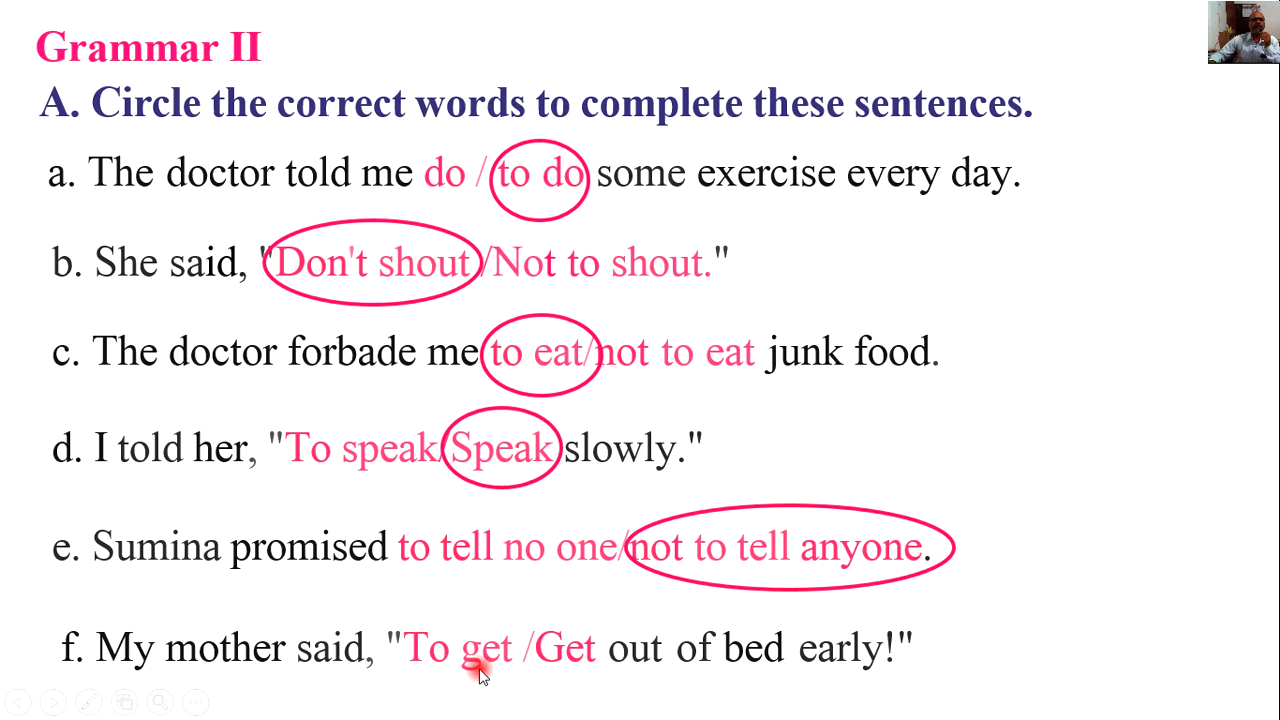 Grammar II
A. Circle the correct words to complete these sentences.
a. The doctor told me do / to do some exercise every day.
b. She said, "Don't shout /Not to shout."
c. The doctor forbade me to eat/not to eat junk food.
d. I told her, "To speak/Speak slowly."
e. Sumina promised to tell no one/not to tell anyone.
f. My mother said, "To get /Get out of bed early!"